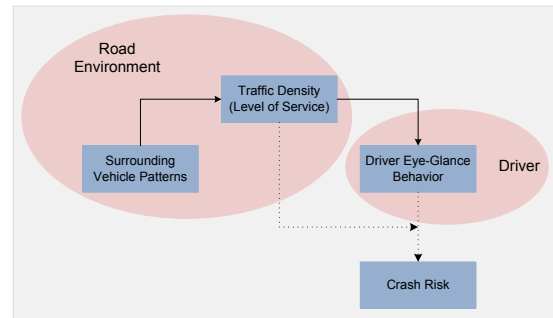 Road
Environment
Traffic Density
(Level of Service)
Surrounding
Vehicle Patterns
Driver Eye-Glance
Behavior
Driver
Crash Risk